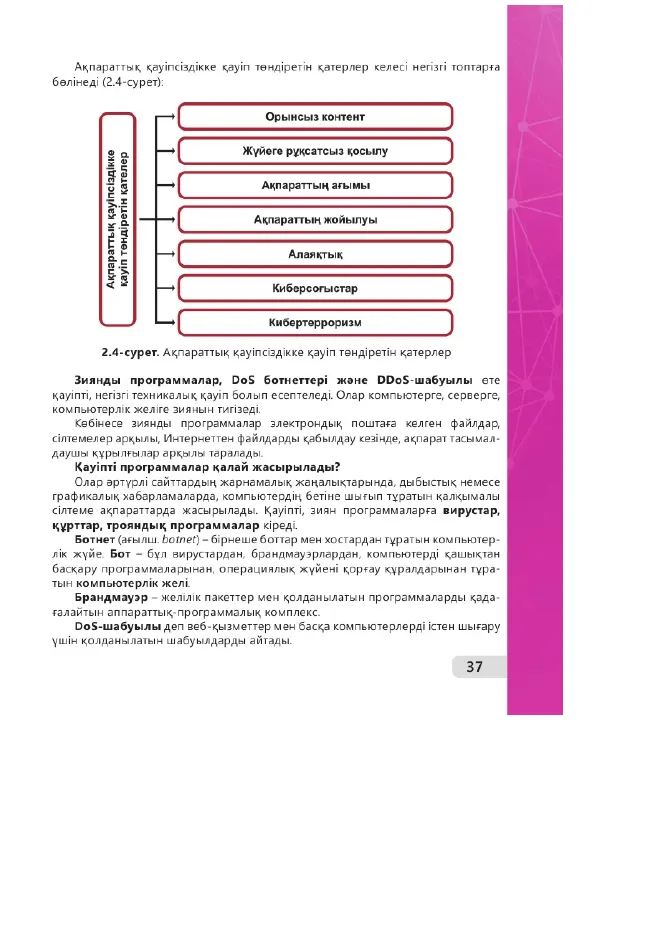 Ақпараттық қауіпсіздікке қауіп төндіретін қатерлер келесі негізгі топтарға
бөлінеді (2.4-сурет):
Ақпараттық қауіпсіздікке
қауіп төндіретін қателер
Орынсыз контент
Жүйеге рұқсатсыз қосылу
Ақпараттың ағымы
Ақпараттың жойылуы
Алаяқтық
Киберсоғыстар
Кибертерроризм
2.4-сурет. Ақпараттық қауіпсіздікке қауіп төндіретін қатерлер
Зиянды программалар, DoS ботнеттері және DDoS-шабуылы өте
қауіпті, негізгі техникалық қауіп болып есептеледі. Олар компьютерге, серверге,
компьютерлік желіге зиянын тигізеді.
Көбінесе зиянды программалар электрондық поштаға келген файлдар,
сілтемелер арқылы, Интернеттен файлдарды қабылдау кезінде, ақпарат тасымал-
даушы құрылғылар арқылы таралады.
Қауіпті программалар қалай жасырылады?
Олар әртүрлі сайттардың жарнамалық жаңалықтарында, дыбыстық немесе
графикалық хабарламаларда, компьютердің бетіне шығып тұратын қалқымалы
сілтеме ақпараттарда жасырылады. Қауіпті, зиян программаларға вирустар,
құрттар, трояндық программалар кіреді.
Ботнет (ағылш. botnet) – бірнеше боттар мен хостардан тұратын компьютер-
лік жүйе. Бот – бұл вирустардан, брандмауэрлардан, компьютерді қашықтан
басқару программаларынан, операциялық жүйені қорғау құралдарынан тұра-
тын компьютерлік желі.
Брандмауэр – желілік пакеттер мен қолданылатын программаларды қада-
ғалайтын аппараттық-программалық комплекс.
DoS-шабуылы деп веб-қызметтер мен басқа компьютерлерді істен шығару
үшін қолданылатын шабуылдарды айтады.
37